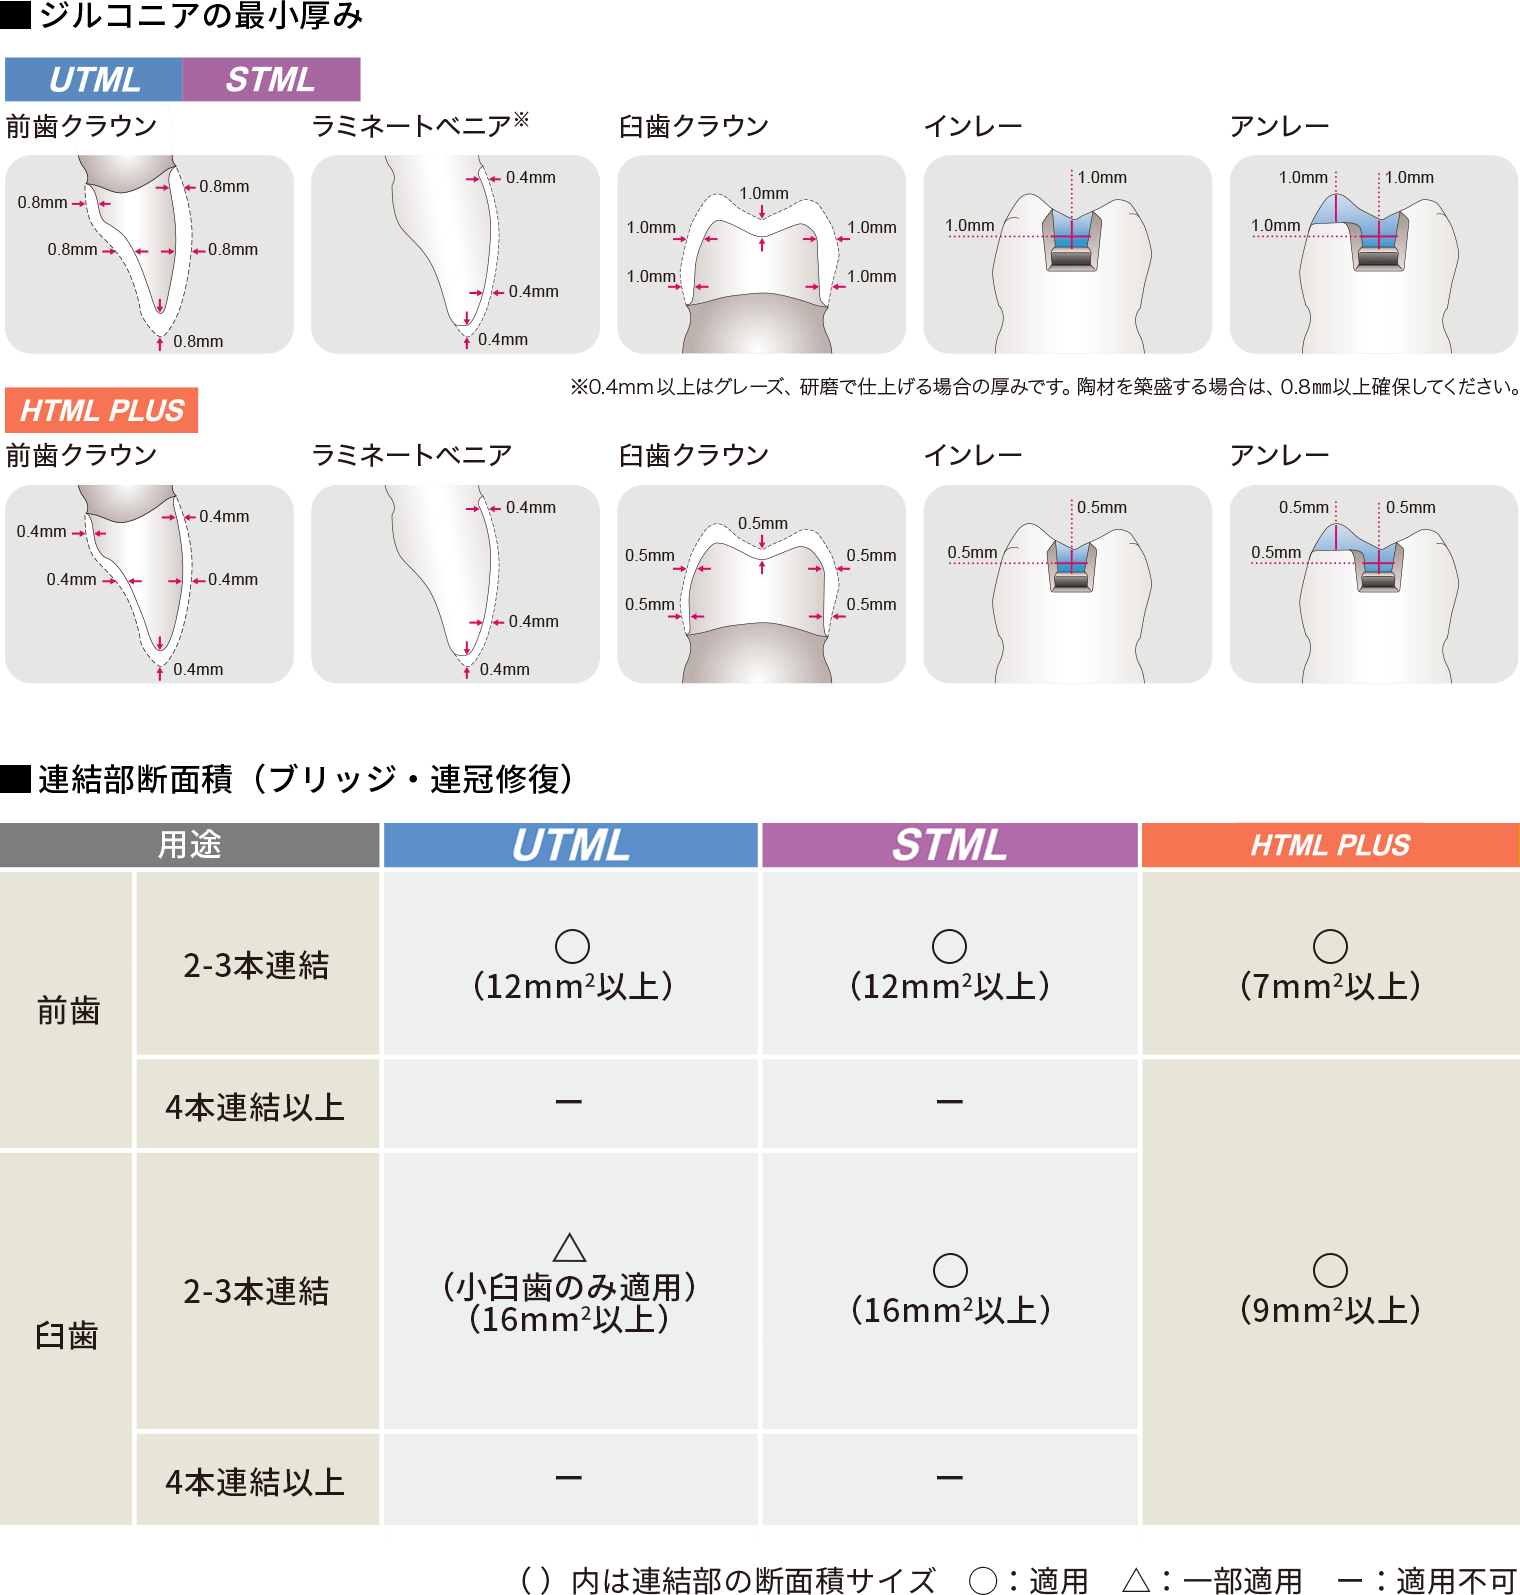 ■ ジルコニアの最小厚み
UTML STML
前歯クラウン ラミネートベニア※ 臼歯クラウン インレー アンレー
0.8mm 0.8mm 0.8mm 0.8mm 0.8mm
0.4mm 0.4mm 0.4mm
1.0mm 1.0mm 1.0mm 1.0mm 1.0mm
1.0mm 1.0mm
1.0mm 1.0mm 1.0mm
※0.4mm以上はグレーズ、研磨で仕上げる場合の厚みです。陶材を築盛する場合は、0.8㎜以上確保してください。
HTML PLUS
前歯クラウン ラミネートベニア 臼歯クラウン インレー アンレー
0.4mm 0.4mm 0.4mm 0.4mm 0.4mm
0.4mm 0.4mm 0.4mm
0.5mm 0.5mm 0.5mm 0.5mm 0.5mm
0.5mm 0.5mm
0.5mm 0.5mm 0.5mm
■ 連結部断面積（ブリッジ・連冠修復）
用途 UTML STML HTML PLUS
前歯
2-3本連結
○ ○ ○
（12mm²以上） （12mm²以上） （7mm²以上）
4本連結以上 ー ー
臼歯
2-3本連結
△ ○ ○
（小臼歯のみ適用）
（16mm²以上） （16mm²以上） （9mm²以上）
4本連結以上 ー ー
（ ）内は連結部の断面積サイズ ○：適用 △：一部適用 ー：適用不可